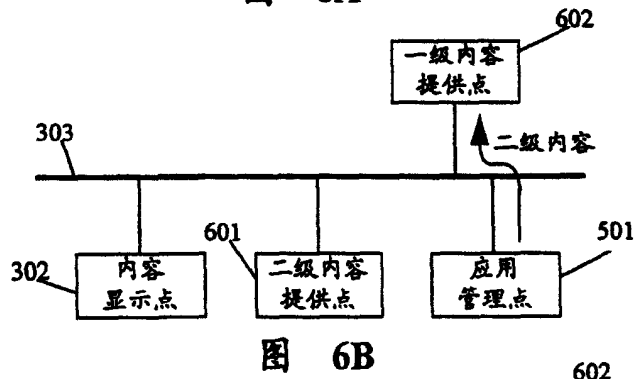 602
一级内容
提供点
二级内容
303
601
501
302
内容
显示点
二级内容
提供点
应用
管理点
图 6B
602